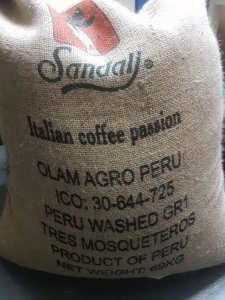 Sandalj®
Italian coffee passion
OLAM AGRO PERU
ICO: 30-644-725
PERU WASHED GR1
TRES MOSQUETEROS
PRODUCT OF PERU
NET WEIGHT: 69KG